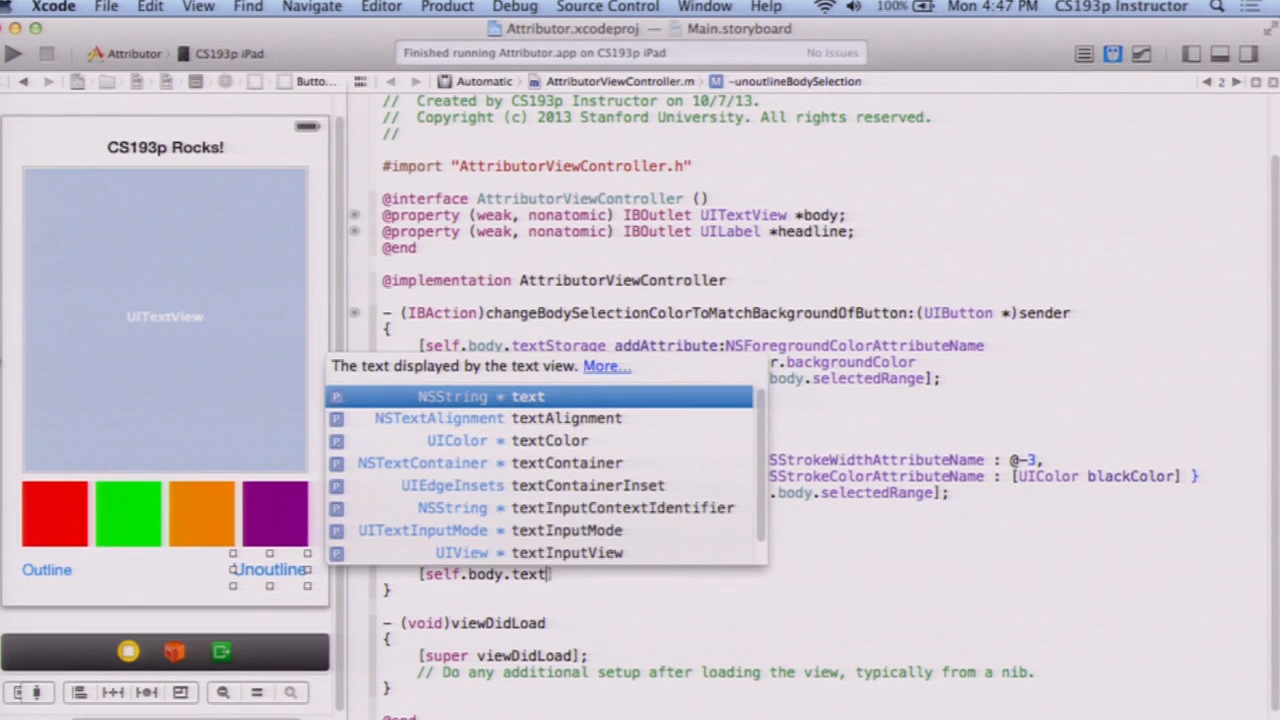 Xcode File Edit View Find Navigate Editor Product Debug Source Control Window Help 100% Mon 4:47 PM CS193p Instructor
Attributor.xcodeproj — Main.storyboard
Attributor CS193p iPad Finished running Attributor.app on CS193p iPad No Issues
Butto... Automatic AttributorViewController.m M -unoutlineBodySelection 2
// Created by CS193p Instructor on 10/7/13.
// Copyright (c) 2013 Stanford University. All rights reserved.
//
CS193p Rocks!
#import "AttributorViewController.h"
@interface AttributorViewController ()
@property (weak, nonatomic) IBOutlet UITextView *body;
@property (weak, nonatomic) IBOutlet UILabel *headline;
@end
@implementation AttributorViewController
- (IBAction)changeBodySelectionColorToMatchBackgroundOfButton:(UIButton *)sender
UITextView
{
[self.body.textStorage addAttribute:NSForegroundColorAttributeName
r.backgroundColor
body.selectedRange];
The text displayed by the text view. More...
P NSString * text
P NSTextAlignment textAlignment
P UIColor * textColor
P NSTextContainer * textContainer
P UIEdgeInsets textContainerInset
P NSString * textInputContextIdentifier
P UITextInputMode * textInputMode
P UIView * textInputView
SStrokeWidthAttributeName : @-3,
SStrokeColorAttributeName : [UIColor blackColor] }
.body.selectedRange];
Outline Unoutline
[self.body.text]
}
- (void)viewDidLoad
{
[super viewDidLoad];
// Do any additional setup after loading the view, typically from a nib.
}
@end